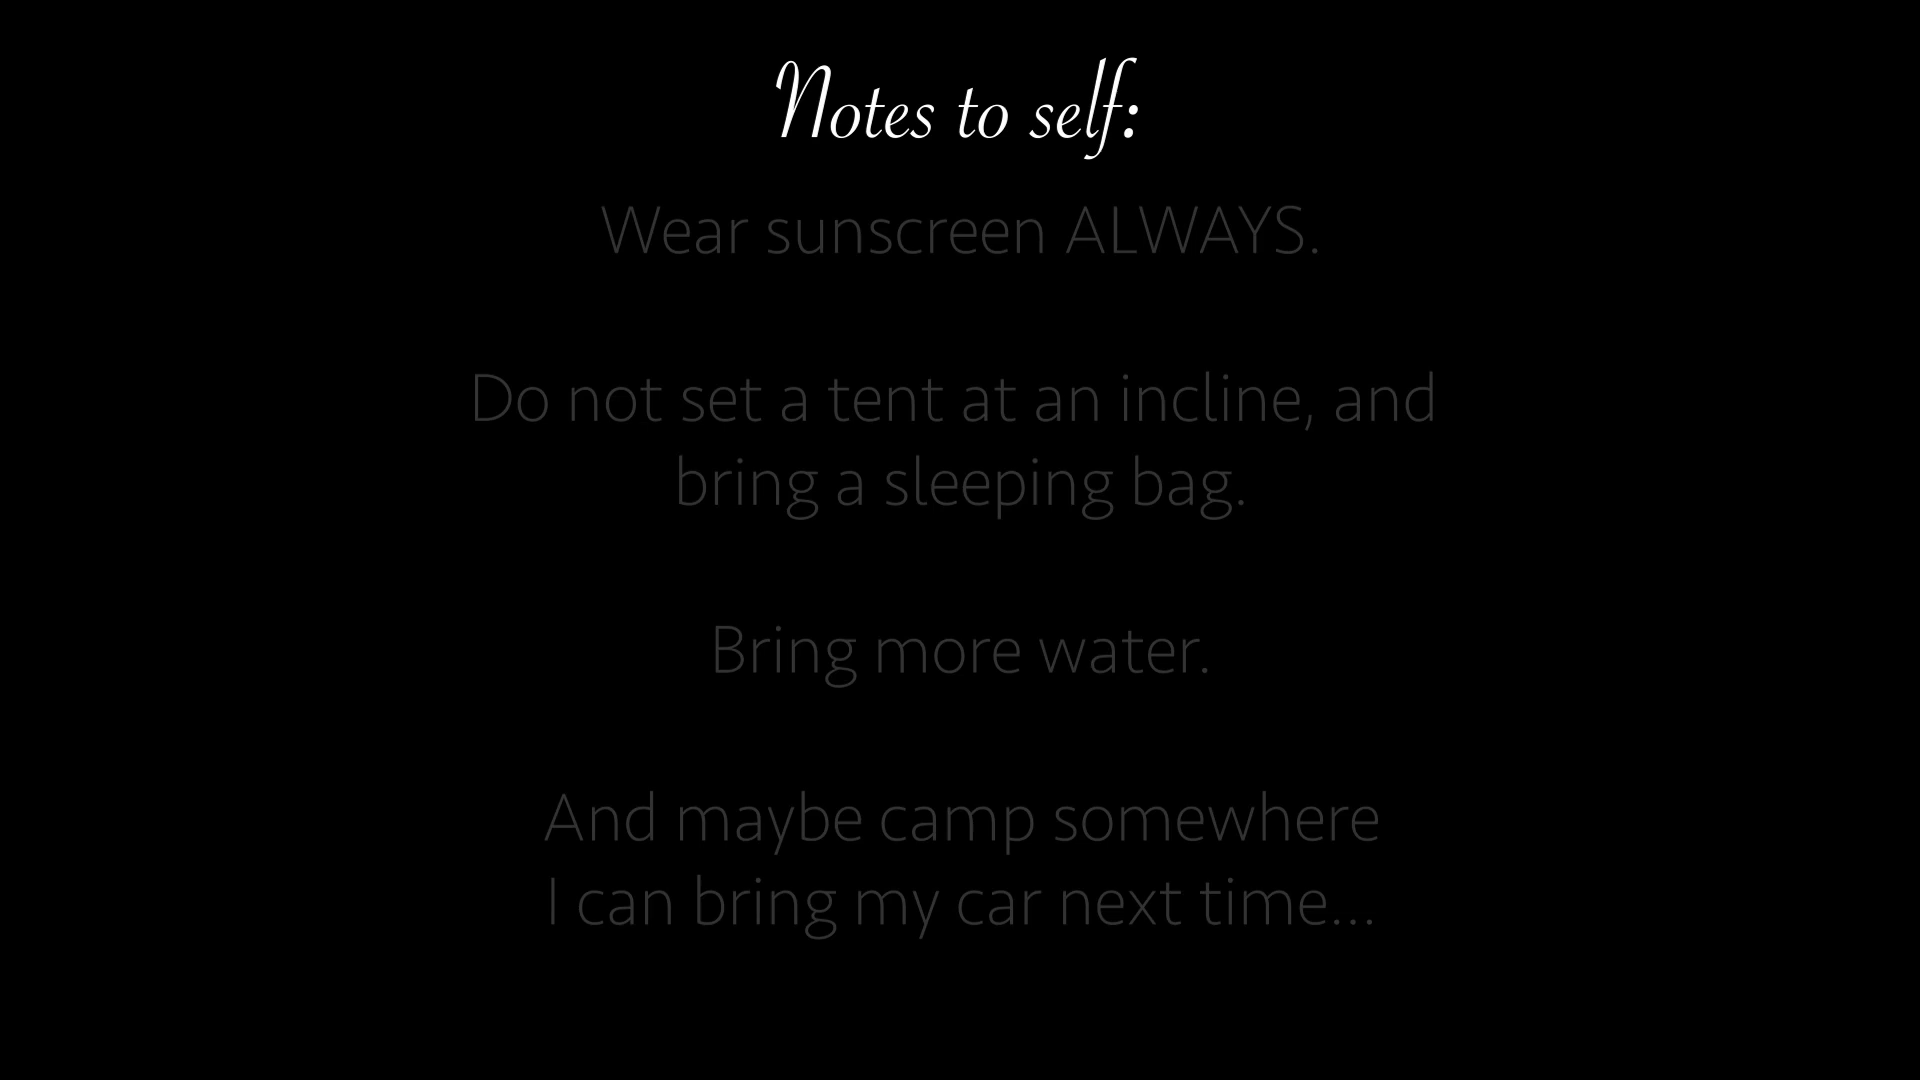 Notes to self:
Wear sunscreen ALWAYS.
Do not set a tent at an incline, and
bring a sleeping bag.
Bring more water.
And maybe camp somewhere
I can bring my car next time...